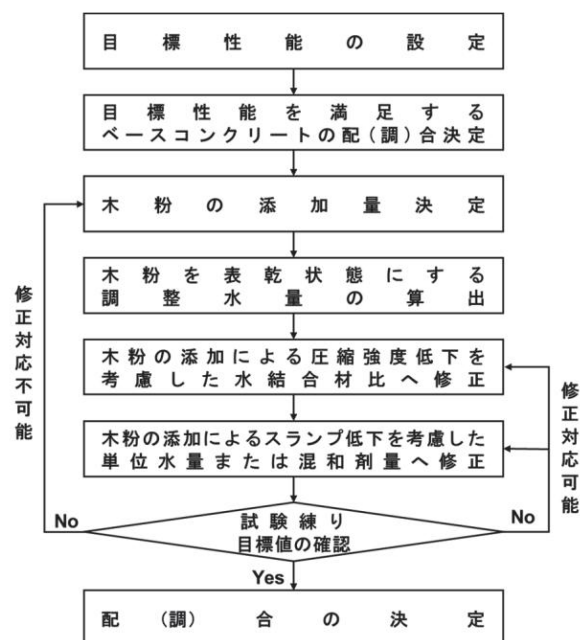 目標性能の設定
目標性能を満足する
ベースコンクリートの配(調)合決定
木粉の添加量決定
木粉を表乾状態にする
調整水量の算出
木粉の添加による圧縮強度低下を
考慮した水結合材比へ修正
木粉の添加によるスランプ低下を考慮した
単位水量または混和剤量へ修正
修正対応不可能
修正対応可能
No
試験練り
目標値の確認
No
Yes
配(調)合の決定